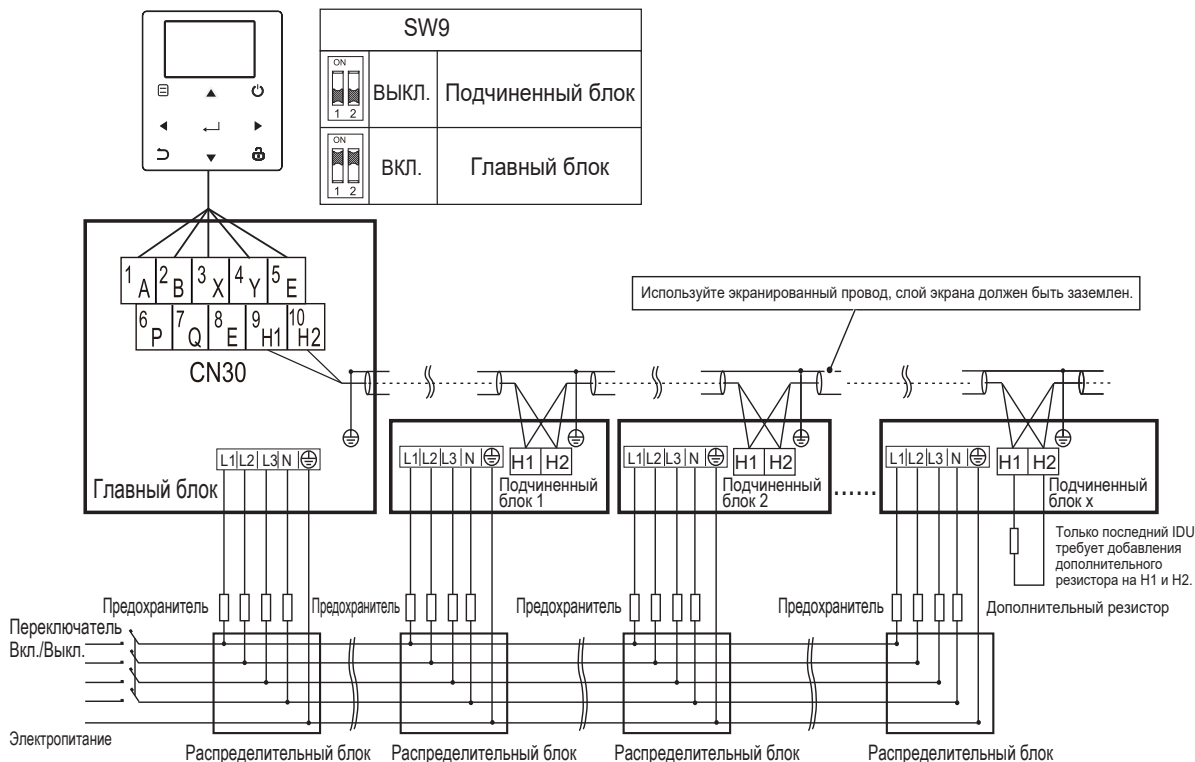 SW9
ON
1 2
ВЫКЛ.
Подчиненный блок
ON
1 2
ВКЛ.
Главный блок
1 A
2 B
3 X
4 Y
5 E
6 P
7 Q
8 E
9 H1
10 H2
CN30
Используйте экранированный провод, слой экрана должен быть заземлен.
L1 L2 L3 N
Главный блок
L1 L2 L3 N
H1 H2
Подчиненный
блок 1
L1 L2 L3 N
H1 H2
Подчиненный
блок 2
......
L1 L2 L3 N
H1 H2
Подчиненный
блок x
Только последний IDU
требует добавления
дополнительного
резистора на H1 и H2.
Предохранитель
Предохранитель
Предохранитель
Предохранитель
Дополнительный резистор
Переключатель
Вкл./Выкл.
Электропитание
Распределительный блок
Распределительный блок
Распределительный блок
Распределительный блок